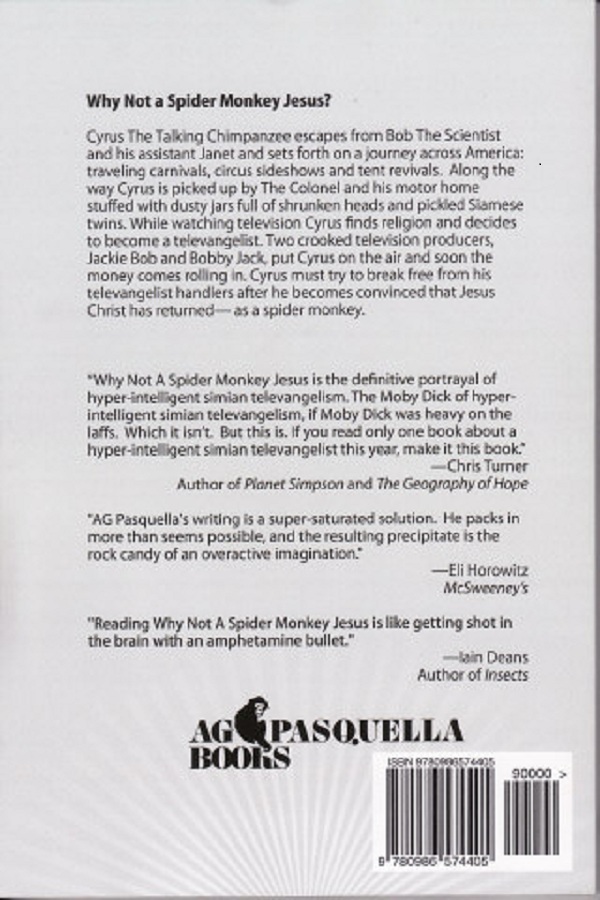 Why Not a Spider Monkey Jesus?
Cyrus The Talking Chimpanzee escapes from Bob The Scientist
and his assistant Janet and sets forth on a journey across America:
traveling carnivals, circus sideshows and tent revivals. Along the
way Cyrus is picked up by The Colonel and his motor home
stuffed with dusty jars full of shrunken heads and pickled Siamese
twins. While watching television Cyrus finds religion and decides
to become a televangelist. Two crooked television producers,
Jackie Bob and Bobby Jack, put Cyrus on the air and soon the
money comes rolling in. Cyrus must try to break free from his
televangelist handlers after he becomes convinced that Jesus
Christ has returned—as a spider monkey.
"Why Not A Spider Monkey Jesus is the definitive portrayal of
hyper-intelligent simian televangelism. The Moby Dick of hyper-
intelligent simian televangelism, if Moby Dick was heavy on the
laffs. Which it isn't. But this is. If you read only one book about a
hyper-intelligent simian televangelist this year, make it this book."
—Chris Turner
Author of Planet Simpson and The Geography of Hope
"AG Pasquella's writing is a super-saturated solution. He packs in
more than seems possible, and the resulting precipitate is the
rock candy of an overactive imagination."
—Eli Horowitz
McSweeney's
"Reading Why Not A Spider Monkey Jesus is like getting shot in
the brain with an amphetamine bullet."
—Iain Deans
Author of Insects
AG PASQUELLA
BOOKS
ISBN 9780986574405
90000 >
9 780986 574405